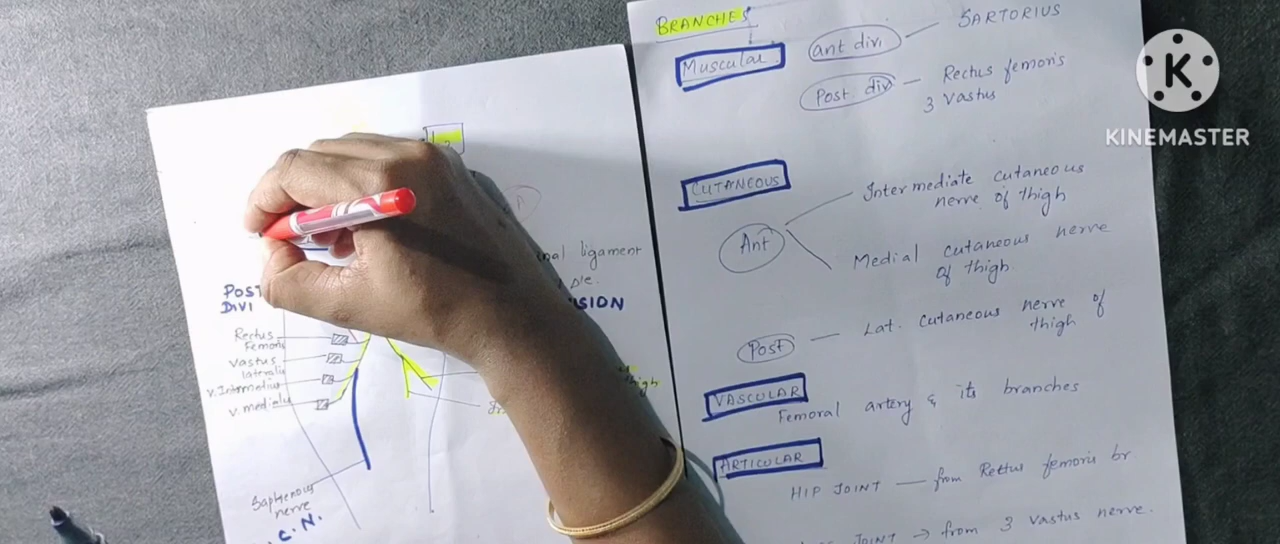 BRANCHES
Muscular
ant divi
SARTORIUS
Post div
Rectus femoris
3 vastus
CUTANEOUS
Ant
Intermediate cutaneous
nerve of thigh
Medial cutaneous nerve
of thigh.
Post
Lat. cutaneous nerve of
thigh
VASCULAR
Femoral artery & its branches
ARTICULAR
HIP JOINT — from Rectus femoris br
JOINT → from 3 vastus nerve.
ligament
POST
DIVI
Rectus
Femoris
Vastus
lateralis
v. Intermedius
v. medialis
thigh
Saphenous
nerve
C. N.
K
KINEMASTER